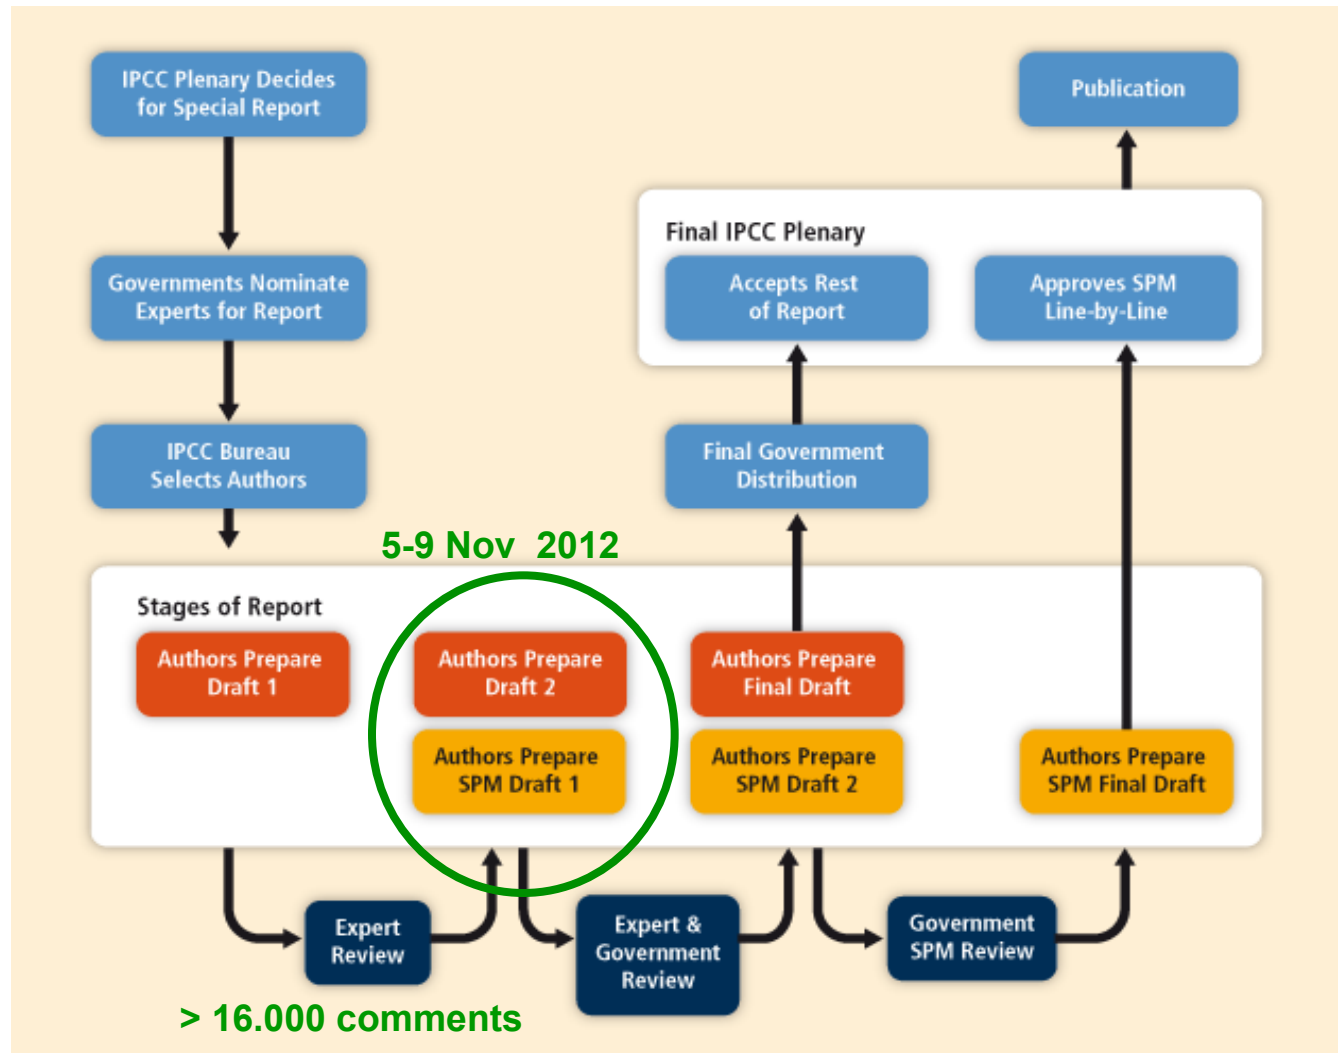 IPCC Plenary Decides
for Special Report
Publication
Final IPCC Plenary
Governments Nominate
Experts for Report
Accepts Rest
of Report
Approves SPM
Line-by-Line
IPCC Bureau
Selects Authors
Final Government
Distribution
5-9 Nov 2012
Stages of Report
Authors Prepare
Draft 1
Authors Prepare
Draft 2
Authors Prepare
Final Draft
Authors Prepare
SPM Draft 1
Authors Prepare
SPM Draft 2
Authors Prepare
SPM Final Draft
Expert
Review
Expert &
Government
Review
Government
SPM Review
> 16.000 comments